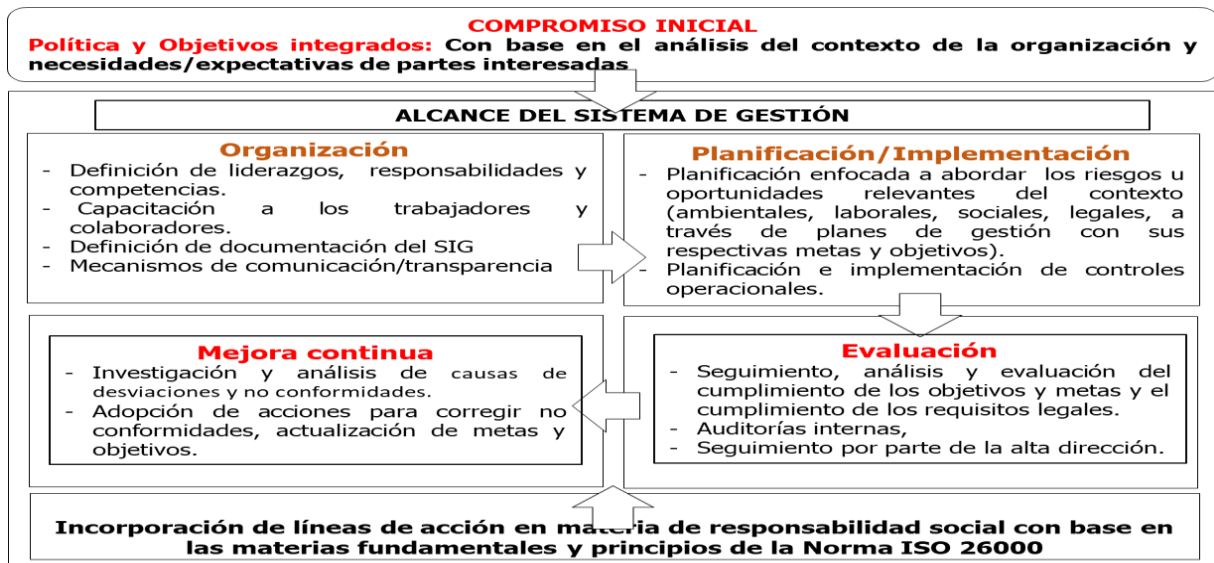 COMPROMISO INICIAL
Política y Objetivos integrados: Con base en el análisis del contexto de la organización y
necesidades/expectativas de partes interesadas
ALCANCE DEL SISTEMA DE GESTIÓN
Organización
- Definición de liderazgos, responsabilidades y
competencias.
- Capacitación a los trabajadores y
colaboradores.
- Definición de documentación del SIG
- Mecanismos de comunicación/transparencia
Planificación/Implementación
- Planificación enfocada a abordar los riesgos u
oportunidades relevantes del contexto
(ambientales, laborales, sociales, legales, a
través de planes de gestión con sus
respectivas metas y objetivos).
- Planificación e implementación de controles
operacionales.
Mejora continua
- Investigación y análisis de causas de
desviaciones y no conformidades.
- Adopción de acciones para corregir no
conformidades, actualización de metas y
objetivos.
Evaluación
- Seguimiento, análisis y evaluación del
cumplimiento de los objetivos y metas y el
cumplimiento de los requisitos legales.
- Auditorías internas,
- Seguimiento por parte de la alta dirección.
Incorporación de líneas de acción en materia de responsabilidad social con base en
las materias fundamentales y principios de la Norma ISO 26000